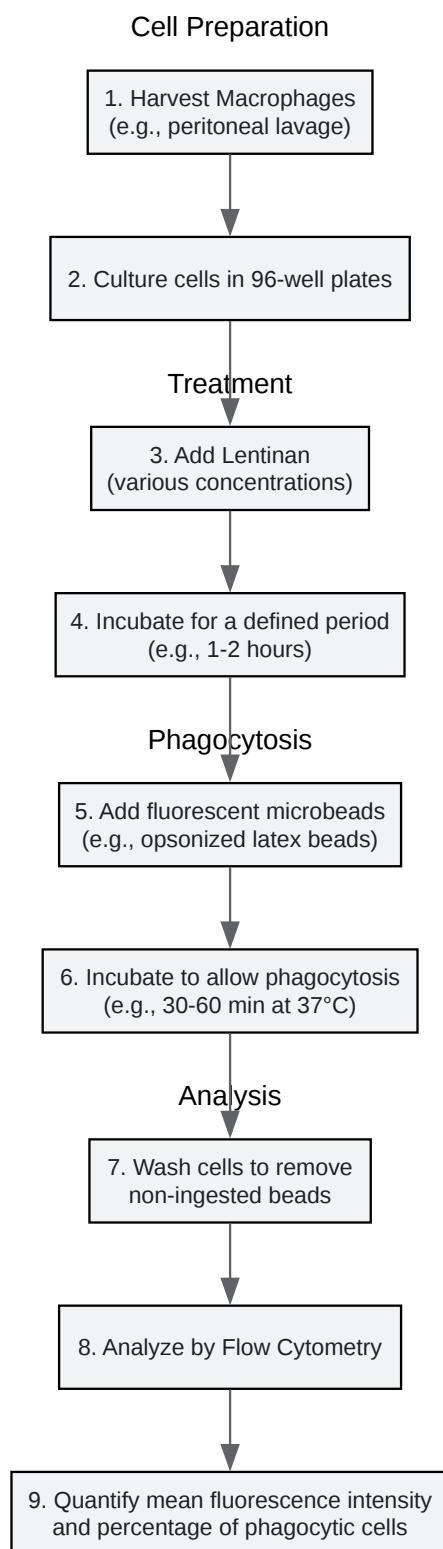 Cell Preparation
1. Harvest Macrophages
(e.g., peritoneal lavage)
2. Culture cells in 96-well plates
Treatment
3. Add Lentinan
(various concentrations)
4. Incubate for a defined period
(e.g., 1-2 hours)
Phagocytosis
5. Add fluorescent microbeads
(e.g., opsonized latex beads)
6. Incubate to allow phagocytosis
(e.g., 30-60 min at 37°C)
Analysis
7. Wash cells to remove
non-ingested beads
8. Analyze by Flow Cytometry
9. Quantify mean fluorescence intensity
and percentage of phagocytic cells